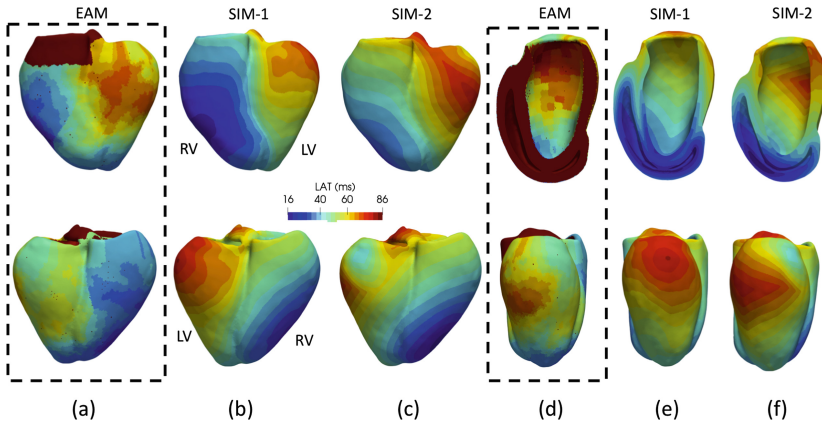 EAM SIM-1 SIM-2 EAM SIM-1 SIM-2
RV LV
LAT (ms)
16 40 60 86
LV RV
(a) (b) (c) (d) (e) (f)